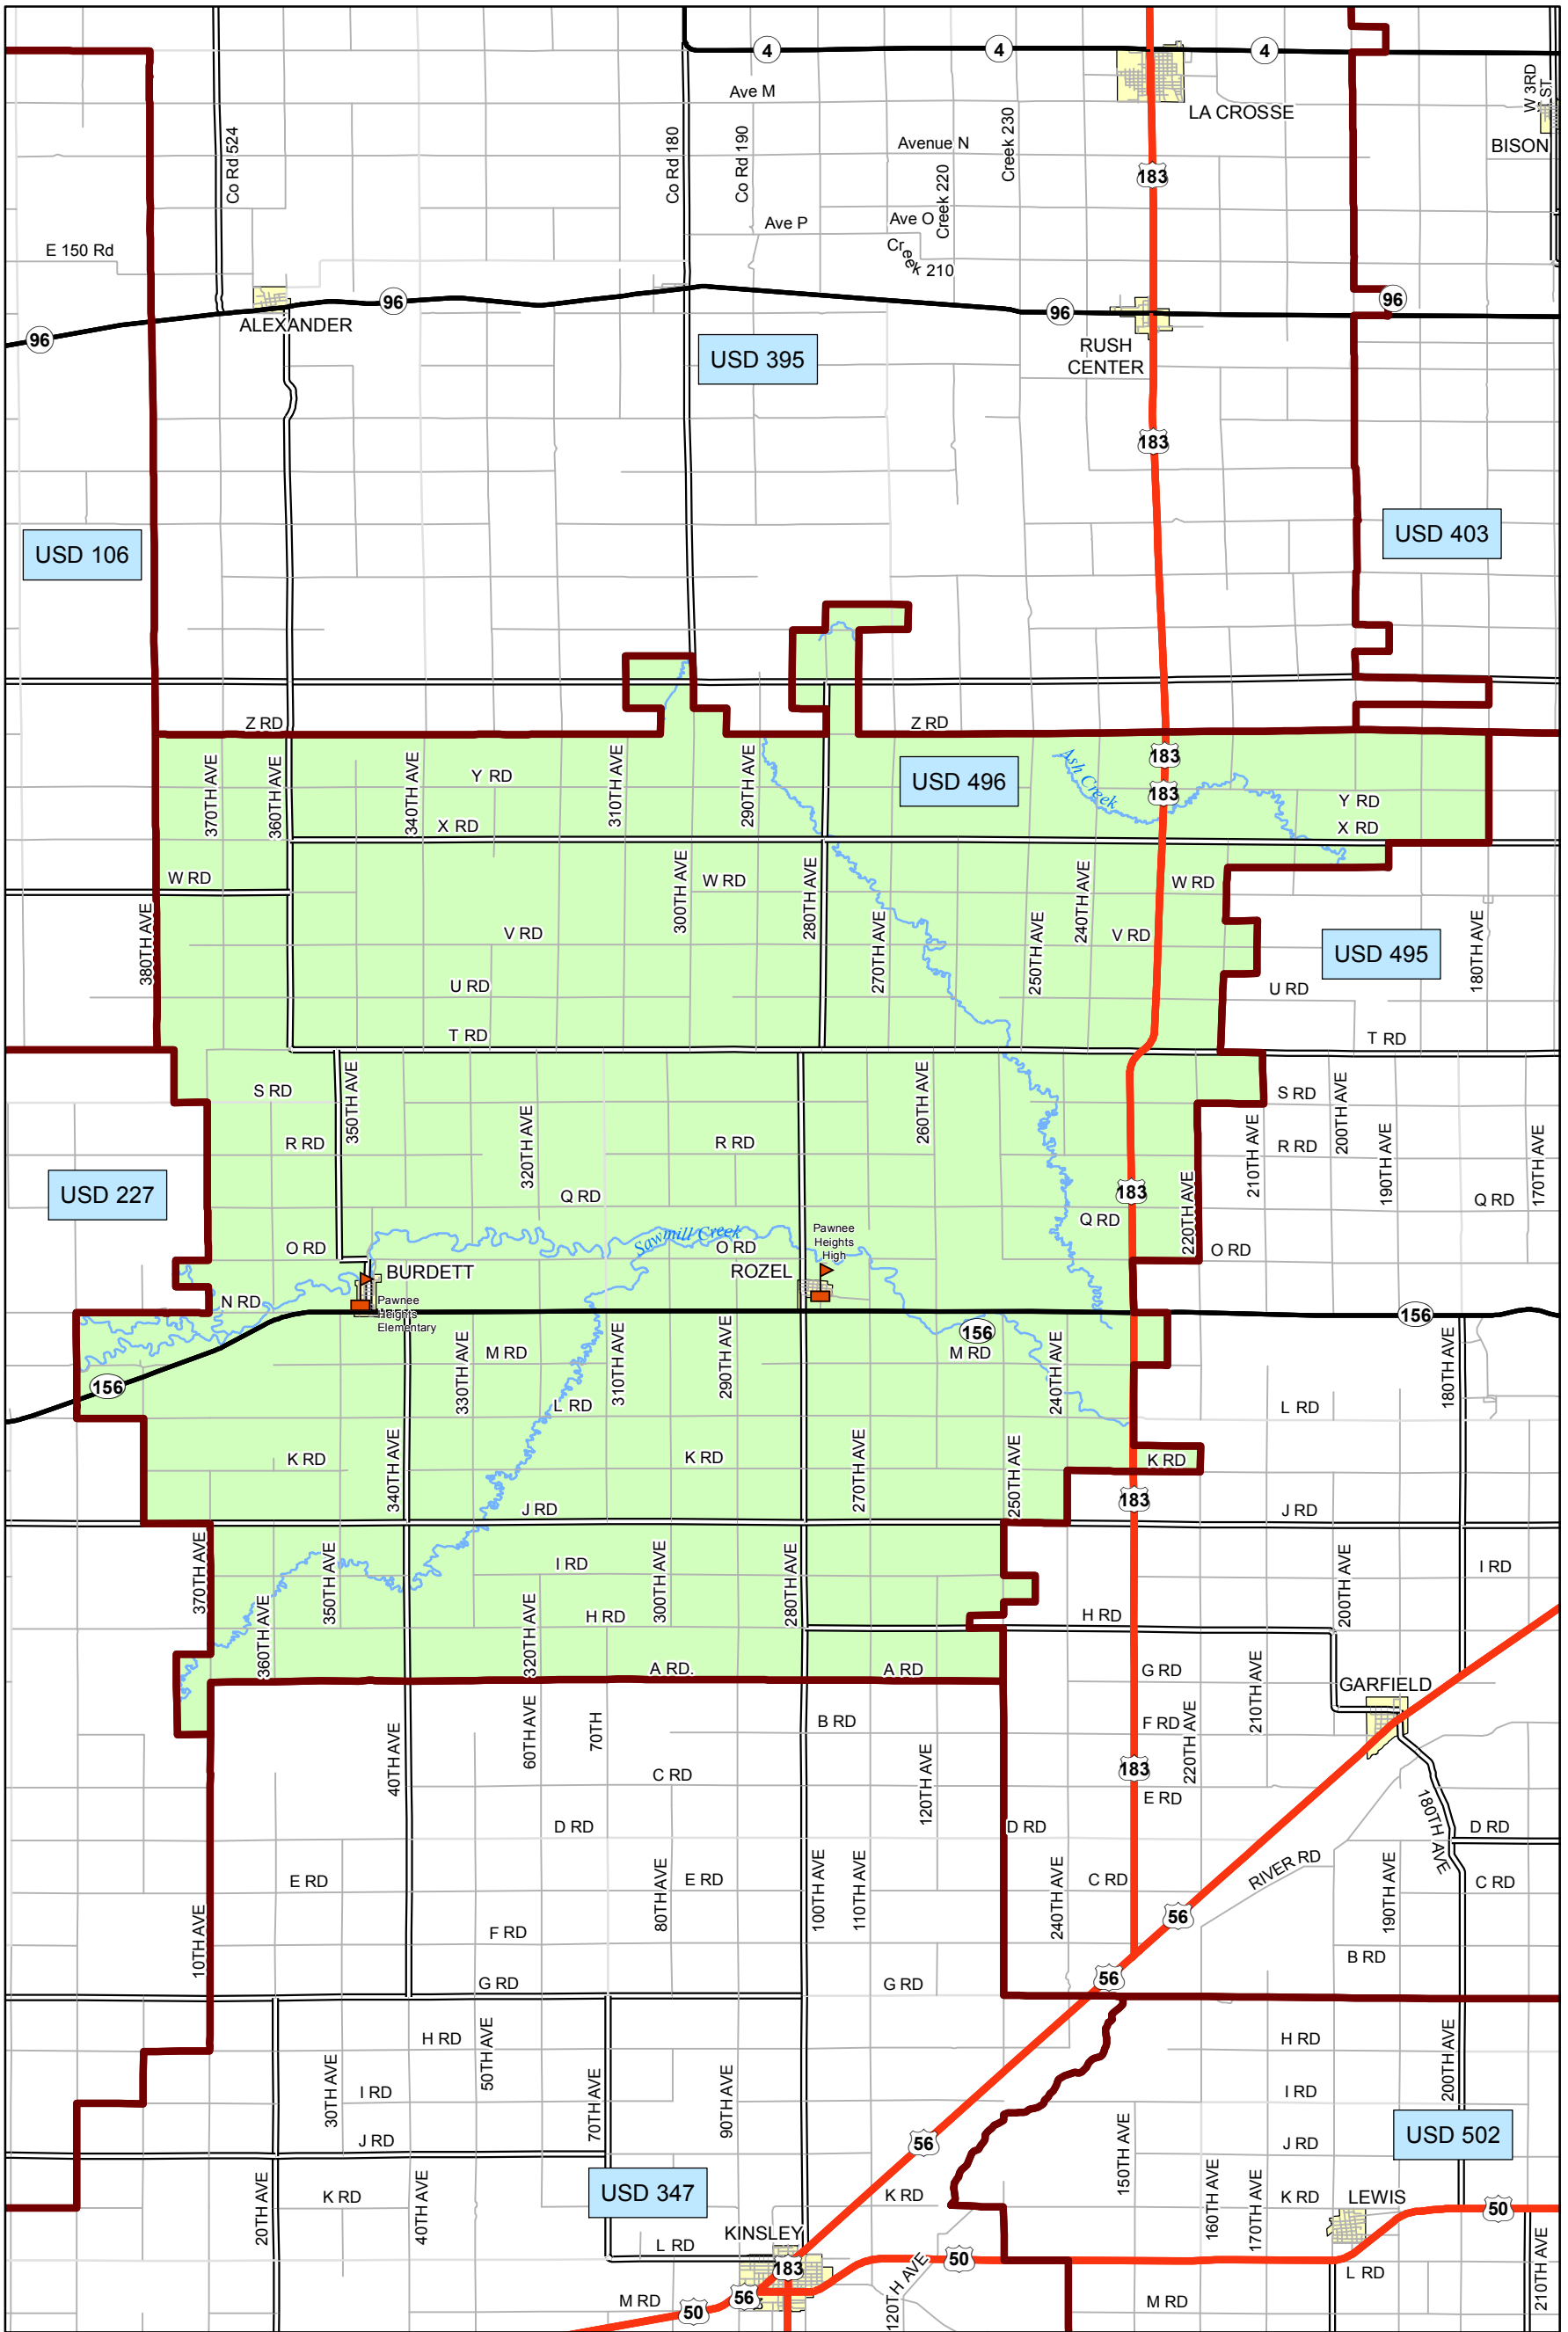 4
4
4
W 3RD
ST
Ave M
LA CROSSE
Co Rd 524
Co Rd 180
Co Rd 190
Avenue N
Creek 230
BISON
183
Creek 220
Ave P
Ave O
E 150 Rd
Creek 210
96
96
96
96
ALEXANDER
RUSH
CENTER
USD 395
183
USD 106
USD 403
Z RD
Z RD
370TH AVE
360TH AVE
340TH AVE
Y RD
310TH AVE
290TH AVE
USD 496
Ash Creek
183
183
Y RD
X RD
X RD
W RD
300TH AVE
W RD
280TH AVE
240TH AVE
W RD
380TH AVE
V RD
270TH AVE
250TH AVE
V RD
USD 495
180TH AVE
U RD
U RD
T RD
T RD
S RD
350TH AVE
320TH AVE
260TH AVE
S RD
200TH AVE
R RD
R RD
210TH AVE
R RD
190TH AVE
170TH AVE
USD 227
Q RD
183
Q RD
220TH AVE
Q RD
Sawmill Creek
Pawnee
Heights
High
O RD
O RD
O RD
BURDETT
ROZEL
N RD
Pawnee
Heights
Elementary
156
156
156
330TH AVE
M RD
310TH AVE
290TH AVE
M RD
240TH AVE
180TH AVE
L RD
L RD
K RD
340TH AVE
K RD
270TH AVE
250TH AVE
K RD
183
J RD
J RD
370TH AVE
350TH AVE
I RD
300TH AVE
280TH AVE
200TH AVE
I RD
360TH AVE
320TH AVE
H RD
H RD
A RD.
A RD
G RD
210TH AVE
GARFIELD
40TH AVE
60TH AVE
70TH
B RD
F RD
220TH AVE
C RD
120TH AVE
183
E RD
180TH AVE
D RD
D RD
D RD
E RD
80TH AVE
E RD
100TH AVE
110TH AVE
240TH AVE
C RD
RIVER RD
190TH AVE
C RD
10TH AVE
F RD
56
B RD
G RD
G RD
56
H RD
50TH AVE
H RD
200TH AVE
30TH AVE
I RD
70TH AVE
90TH AVE
I RD
J RD
56
150TH AVE
J RD
USD 502
20TH AVE
K RD
40TH AVE
USD 347
K RD
160TH AVE
170TH AVE
K RD
LEWIS
50
KINSLEY
L RD
183
50
L RD
210TH AVE
M RD
50
56
120TH AVE
M RD